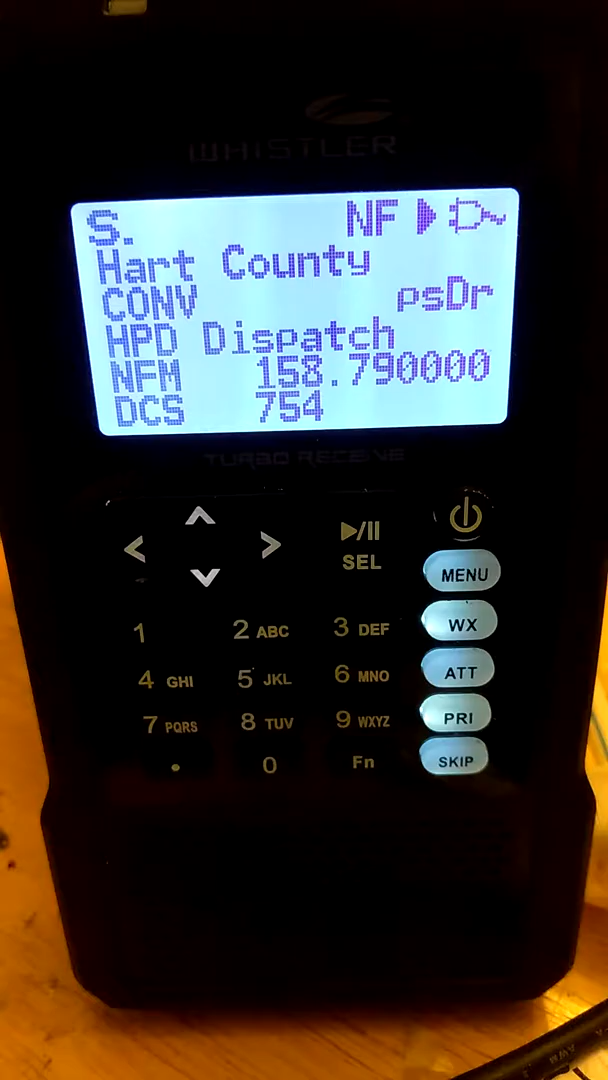 WHISTLER
S. NF
Hart County
CONV psDr
HPD Dispatch
NFM 158.790000
DCS 754
TURBO RECEIVE
▶/II
SEL
MENU
1 2 ABC 3 DEF WX
4 GHI 5 JKL 6 MNO ATT
7 PQRS 8 TUV 9 WXYZ PRI
. 0 Fn SKIP